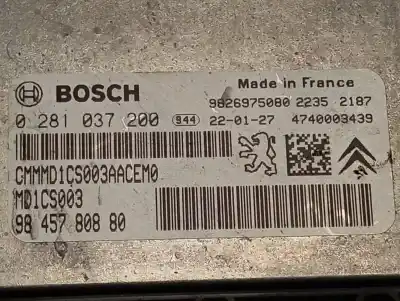 BOSCH
Made in France
9826975080 2235 2187
0 281 037 200 944 22-01-27 4740003439
CMMMD1CS003AACEM0
MD1CS003
98 457 808 80